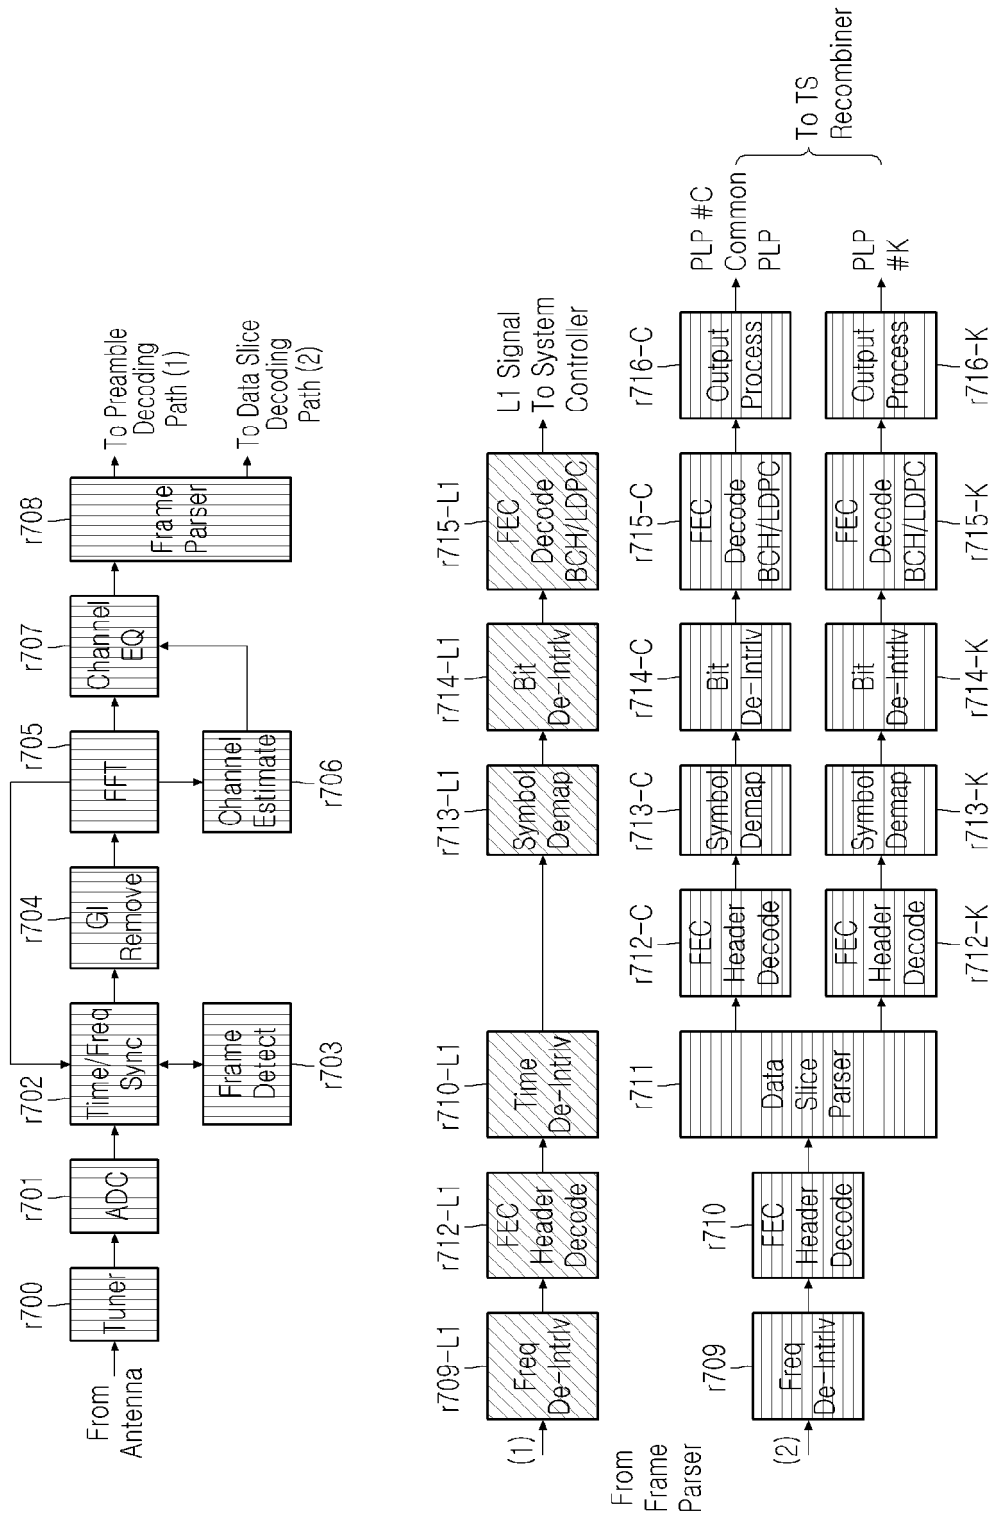 r700
r701
r702
r704
r705
r707
r708
From
Antenna
Tuner
ADC
Time/Freq
Sync
GI
Remove
FFT
Channel
EQ
Frame
Parser
To Preamble
Decoding
Path (1)
To Data Slice
Decoding
Path (2)
Frame
Detect
r703
Channel
Estimate
r706
r709-L1
r712-L1
r710-L1
r713-L1
r714-L1
r715-L1
(1)
Freq
De-Intrlv
FEC
Header
Decode
Time
De-Intrlv
Symbol
Demap
Bit
De-Intrlv
FEC
Decode
BCH/LDPC
L1 Signal
To System
Controller
From
Frame
Parser
r711
r712-C
r713-C
r714-C
r715-C
r716-C
FEC
Header
Decode
Symbol
Demap
Bit
De-Intrlv
FEC
Decode
BCH/LDPC
Output
Process
PLP #C
Common
PLP
r709
r710
(2)
Freq
De-Intrlv
FEC
Header
Decode
Data
Slice
Parser
To TS
Recombiner
FEC
Header
Decode
Symbol
Demap
Bit
De-Intrlv
FEC
Decode
BCH/LDPC
Output
Process
PLP
#K
r712-K
r713-K
r714-K
r715-K
r716-K